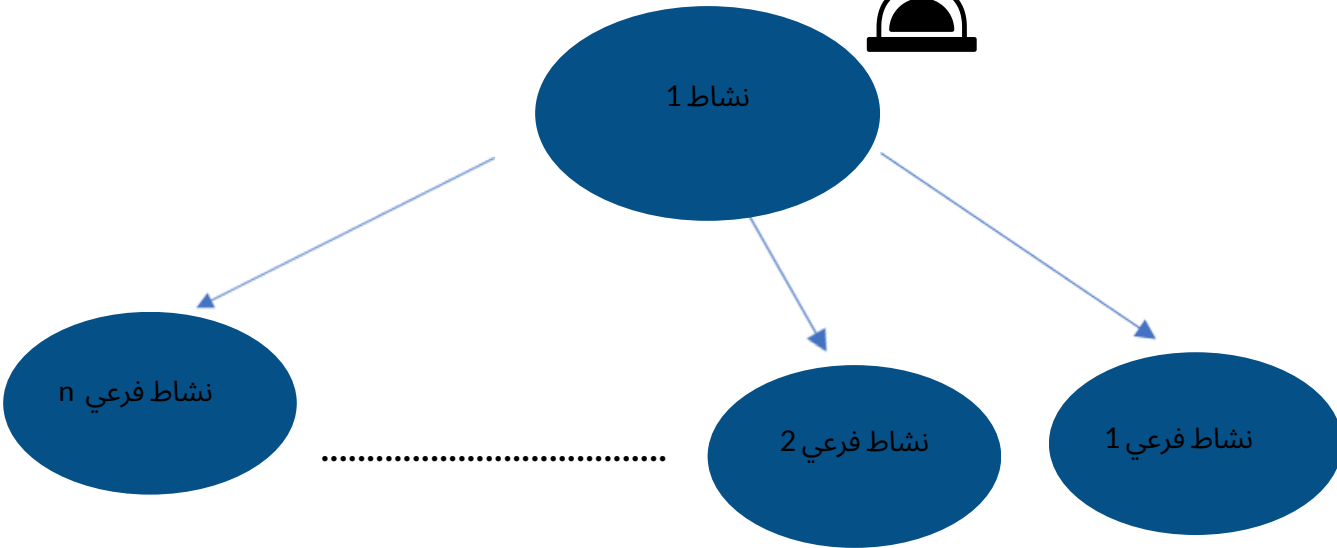 نشاط 1
نشاط فرعي 1
نشاط فرعي 2
....................................
نشاط فرعي n